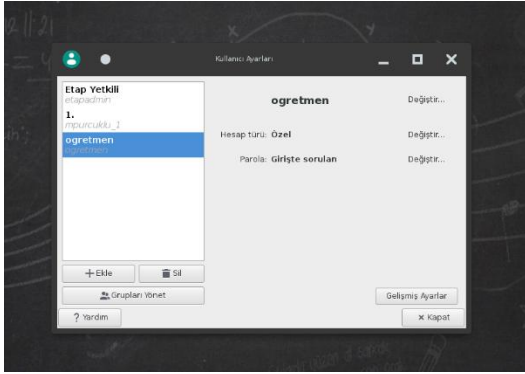 Kullanıcı Ayarları
Etap Yetkili
etapadmin
1.
mpurcuklu_1
ogretmen
ogretmen
ogretmen
Değiştir...
Hesap türü: Özel
Değiştir...
Parola: Girişte sorulan
Değiştir...
Ekle
Sil
Grupları Yönet
Gelişmiş Ayarlar
? Yardım
Kapat